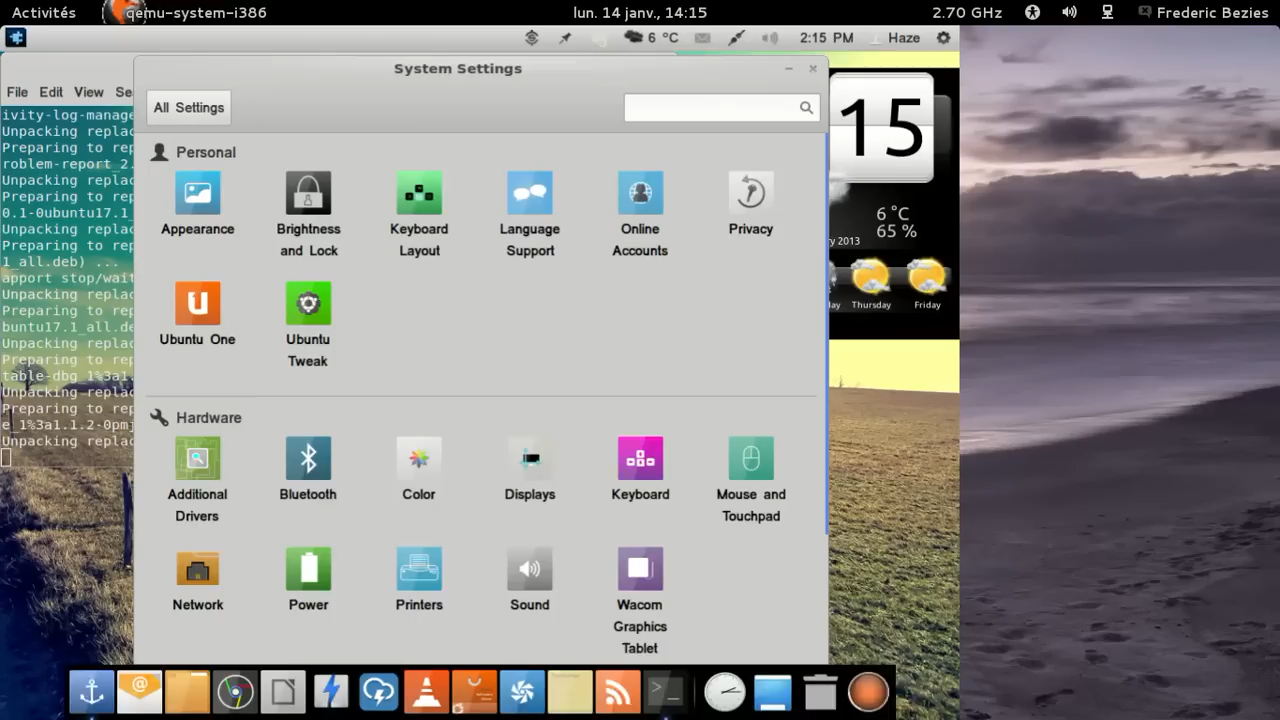 Activités qemu-system-i386 lun. 14 janv., 14:15 2.70 GHz Frederic Bezies
6 °C 2:15 PM Haze
System Settings
File Edit View
All Settings
15
6 °C
65 %
ry 2013
Thursday Friday
Personal
Appearance
Brightness and Lock
Keyboard Layout
Language Support
Online Accounts
Privacy
Ubuntu One
Ubuntu Tweak
Hardware
Additional Drivers
Bluetooth
Color
Displays
Keyboard
Mouse and Touchpad
Network
Power
Printers
Sound
Wacom Graphics Tablet
ivity-log-manage
Unpacking replac
Preparing to rep
roblem-report_2.
Unpacking replac
Preparing to rep
0.1-0ubuntu17.1_
Unpacking replac
Preparing to rep
1_all.deb) ...
apport stop/wait
Unpacking replac
Preparing to rep
buntu17.1_all.de
Unpacking replac
Preparing to rep
table-dbg_1%3a1.
Unpacking replac
Preparing to rep
e_1%3a1.1.2-0pmj
Unpacking replac